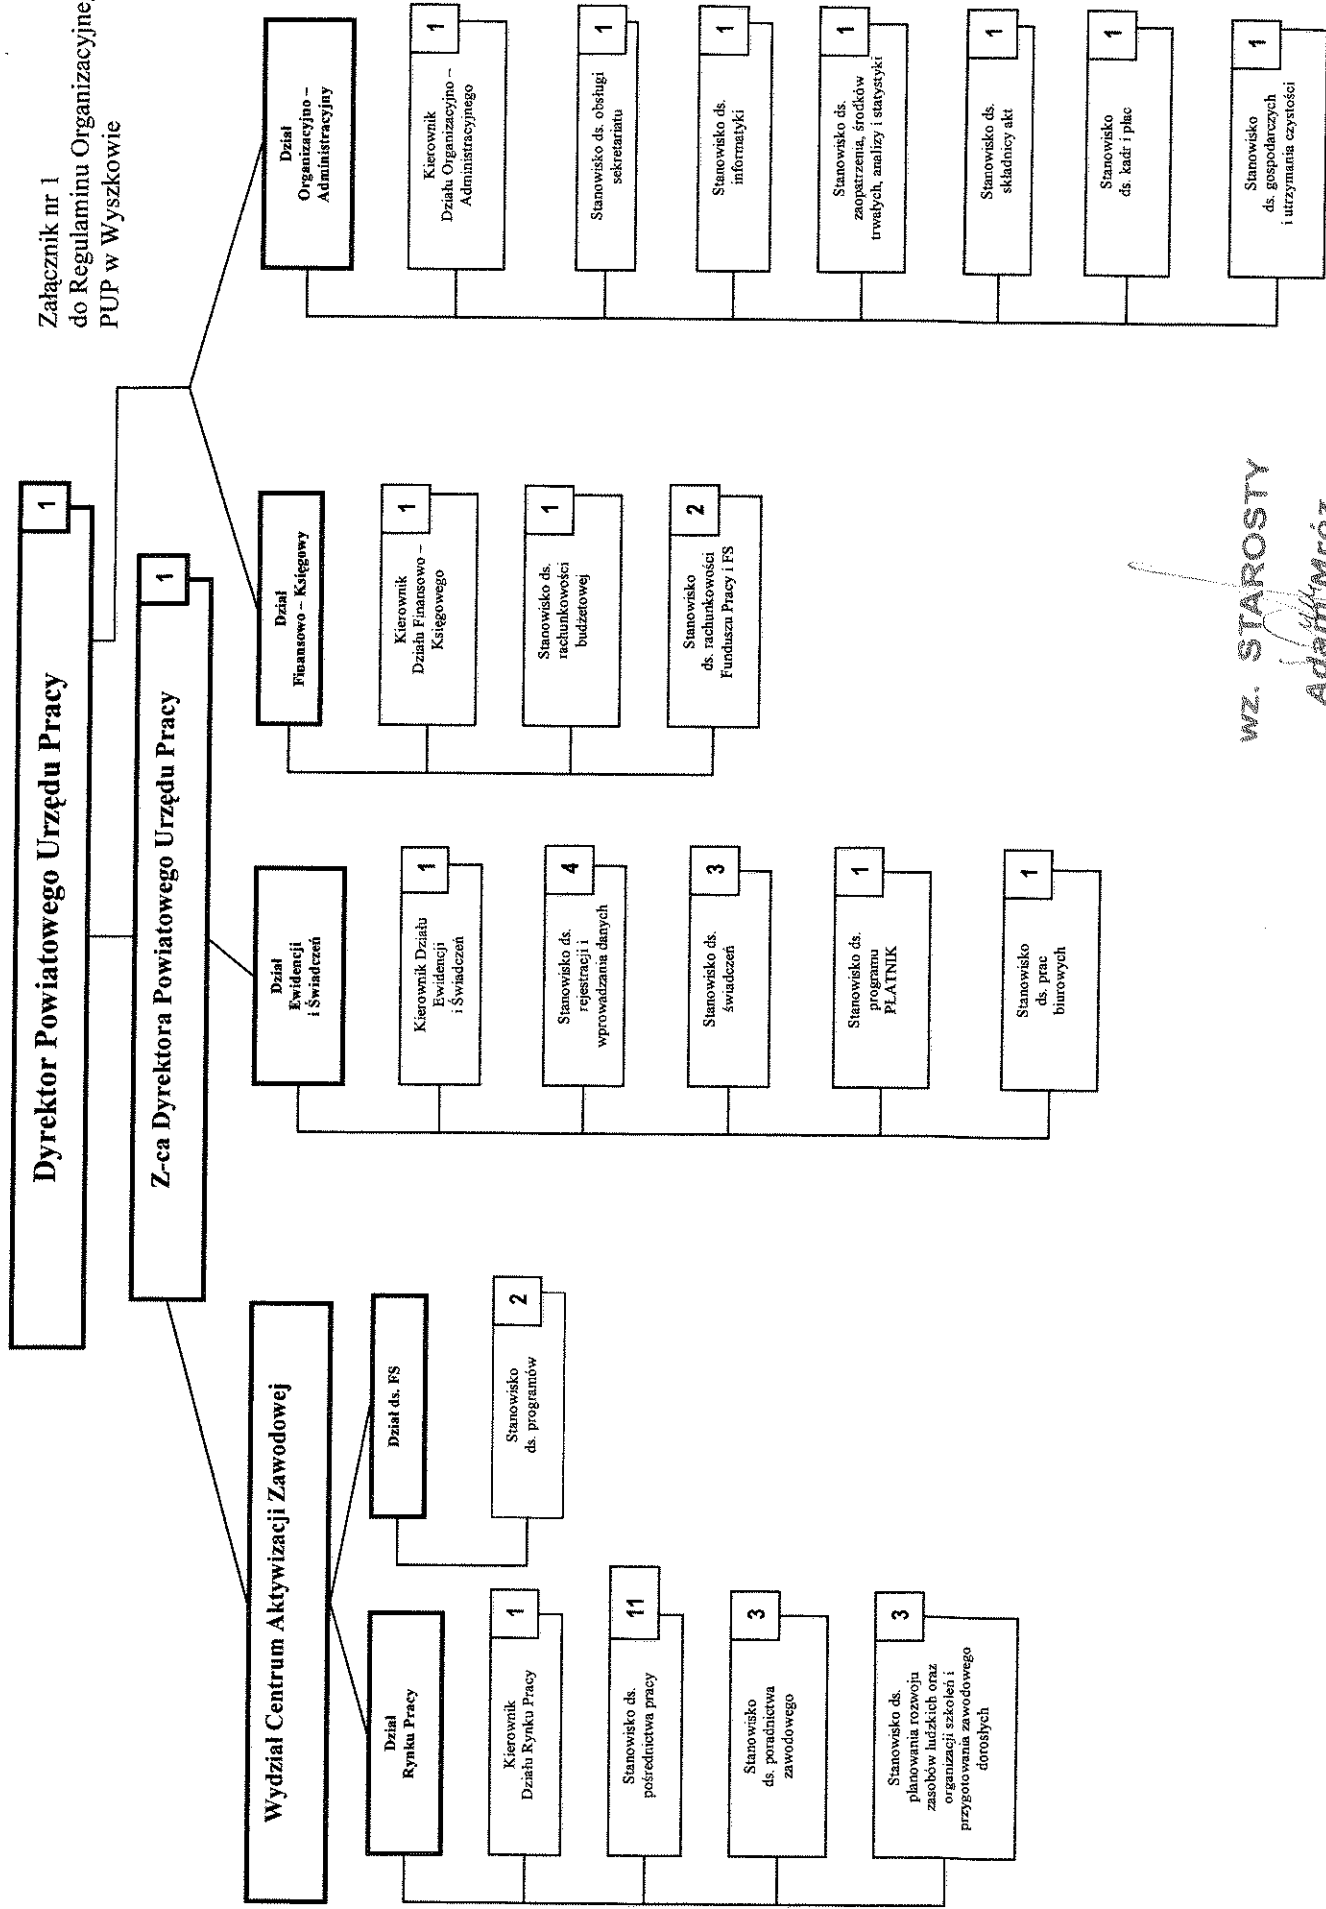 Załącznik nr 1
do Regulaminu Organizacyjnego
PUP w Wyszkowie
Dyrektor Powiatowego Urzędu Pracy
1
Z-ca Dyrektora Powiatowego Urzędu Pracy
1
Wydział Centrum Aktywizacji Zawodowej
Dział
Rynku Pracy
Kierownik
Działu Rynku Pracy
1
Stanowisko ds.
pośrednictwa pracy
11
Stanowisko
ds. poradnictwa
zawodowego
3
Stanowisko ds.
planowania rozwoju
zasobów ludzkich oraz
organizacji szkoleń i
przygotowania zawodowego
dorosłych
3
Dział ds. FS
Stanowisko
ds. programów
2
Dział
Ewidencji
i Świadczeń
Kierownik Działu
Ewidencji
i Świadczeń
1
Stanowisko ds.
rejestracji i
wprowadzania danych
4
Stanowisko ds.
świadczeń
3
Stanowisko ds.
programu
PŁATNIK
1
Stanowisko
ds. prac
biurowych
1
Dział
Finansowo – Księgowy
Kierownik
Działu Finansowo –
Księgowego
1
Stanowisko ds.
rachunkowości
budżetowej
1
Stanowisko
ds. rachunkowości
Funduszu Pracy i FS
2
Dział
Organizacyjno –
Administracyjny
Kierownik
Działu Organizacyjno –
Administracyjnego
1
Stanowisko ds. obsługi
sekretariatu
1
Stanowisko ds.
informatyki
1
Stanowisko ds.
zaopatrzenia, środków
trwałych, analizy i statystyki
1
Stanowisko ds.
składnicy akt
1
Stanowisko
ds. kadr i płac
1
Stanowisko
ds. gospodarczych
i utrzymania czystości
1
WZ. STAROSTY
Adam Mróz